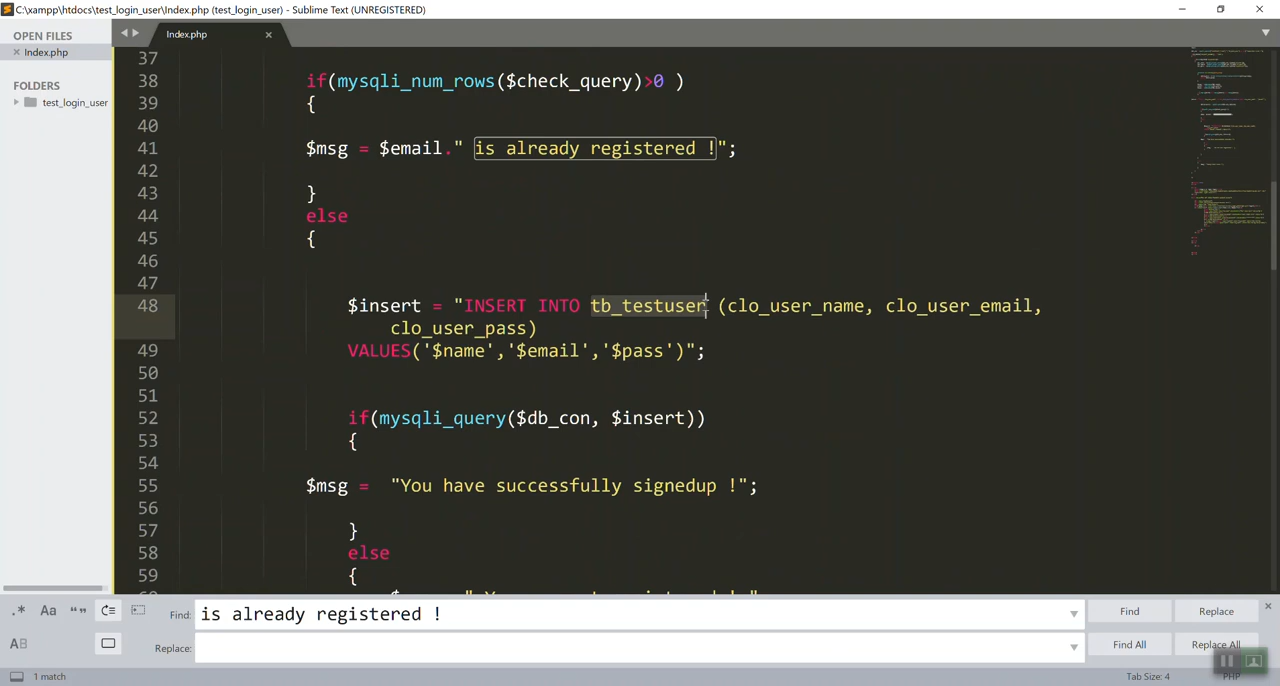 C:\xampp\htdocs\test_login_user\Index.php (test_login_user) - Sublime Text (UNREGISTERED)
OPEN FILES
Index.php
FOLDERS
test_login_user
Index.php
37
38 if(mysqli_num_rows($check_query)>0 )
39 {
40
41 $msg = $email." is already registered !";
42
43 }
44 else
45 {
46
47
48 $insert = "INSERT INTO tb_testuser (clo_user_name, clo_user_email,
clo_user_pass)
49 VALUES('$name','$email','$pass')";
50
51
52 if(mysqli_query($db_con, $insert))
53 {
54
55 $msg =  "You have successfully signedup !";
56
57 }
58 else
59 {
.* Aa “” Find: is already registered ! Find Replace
AB Replace: Find All Replace All
1 match Tab Size: 4 PHP